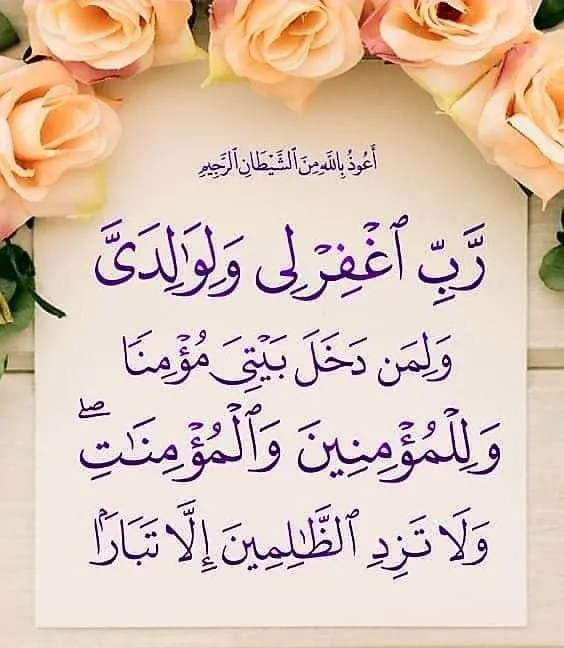 أَعُوذُ بِاللَّهِ مِنَ الشَّيْطَانِ الرَّجِيمِ
رَّبِّ ٱغْفِرْ لِى وَلِوَٰلِدَىَّ
وَلِمَن دَخَلَ بَيْتِىَ مُؤْمِنًا
وَلِلْمُؤْمِنِينَ وَٱلْمُؤْمِنَـٰتِۖ
وَلَا تَزِدِ ٱلظَّـٰلِمِينَ إِلَّا تَبَارًۢا